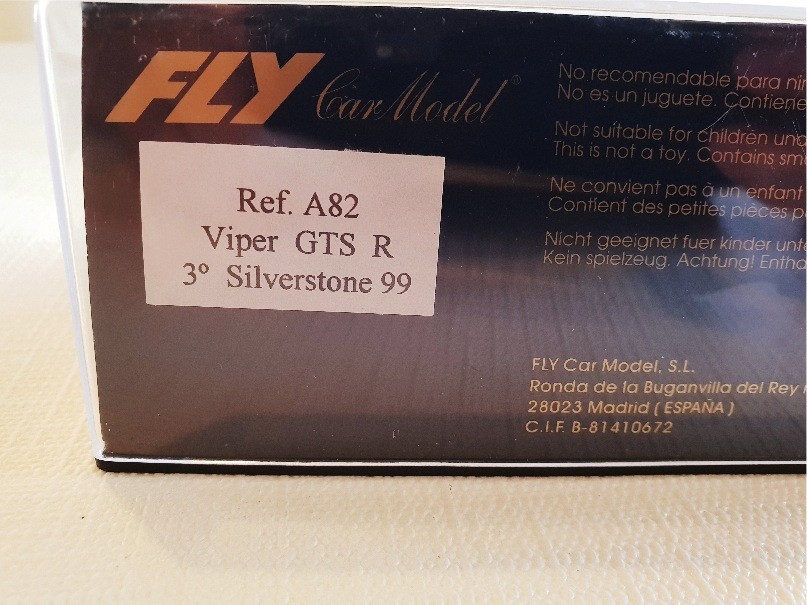 FLY Car Model®
Ref. A82
Viper GTS R
3º Silverstone 99
No recomendable para
No es un juguete. Contiene
Not suitable for children
This is not a toy. Contains
Ne convient pas à un enfant
Contient des petites pièces
Nicht geeignet fuer kinder
Kein spielzeug. Achtung!
FLY Car Model, S.L.
Ronda de la Buganvilla del Rey
28023 Madrid ( ESPAÑA )
C.I.F. B-81410672